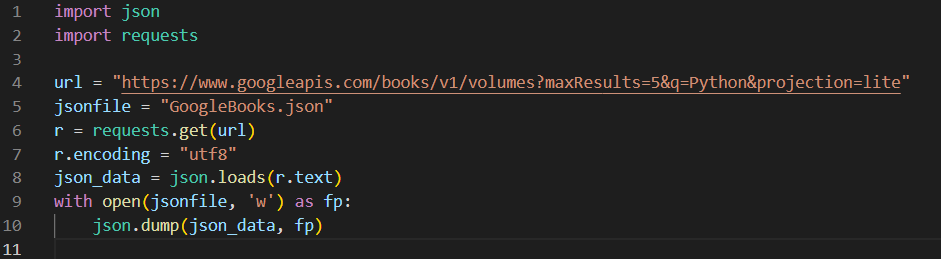 1 import json
2 import requests
3
4 url = "https://www.googleapis.com/books/v1/volumes?maxResults=5&q=Python&projection=lite"
5 jsonfile = "GoogleBooks.json"
6 r = requests.get(url)
7 r.encoding = "utf8"
8 json_data = json.loads(r.text)
9 with open(jsonfile, 'w') as fp:
10     json.dump(json_data, fp)
11